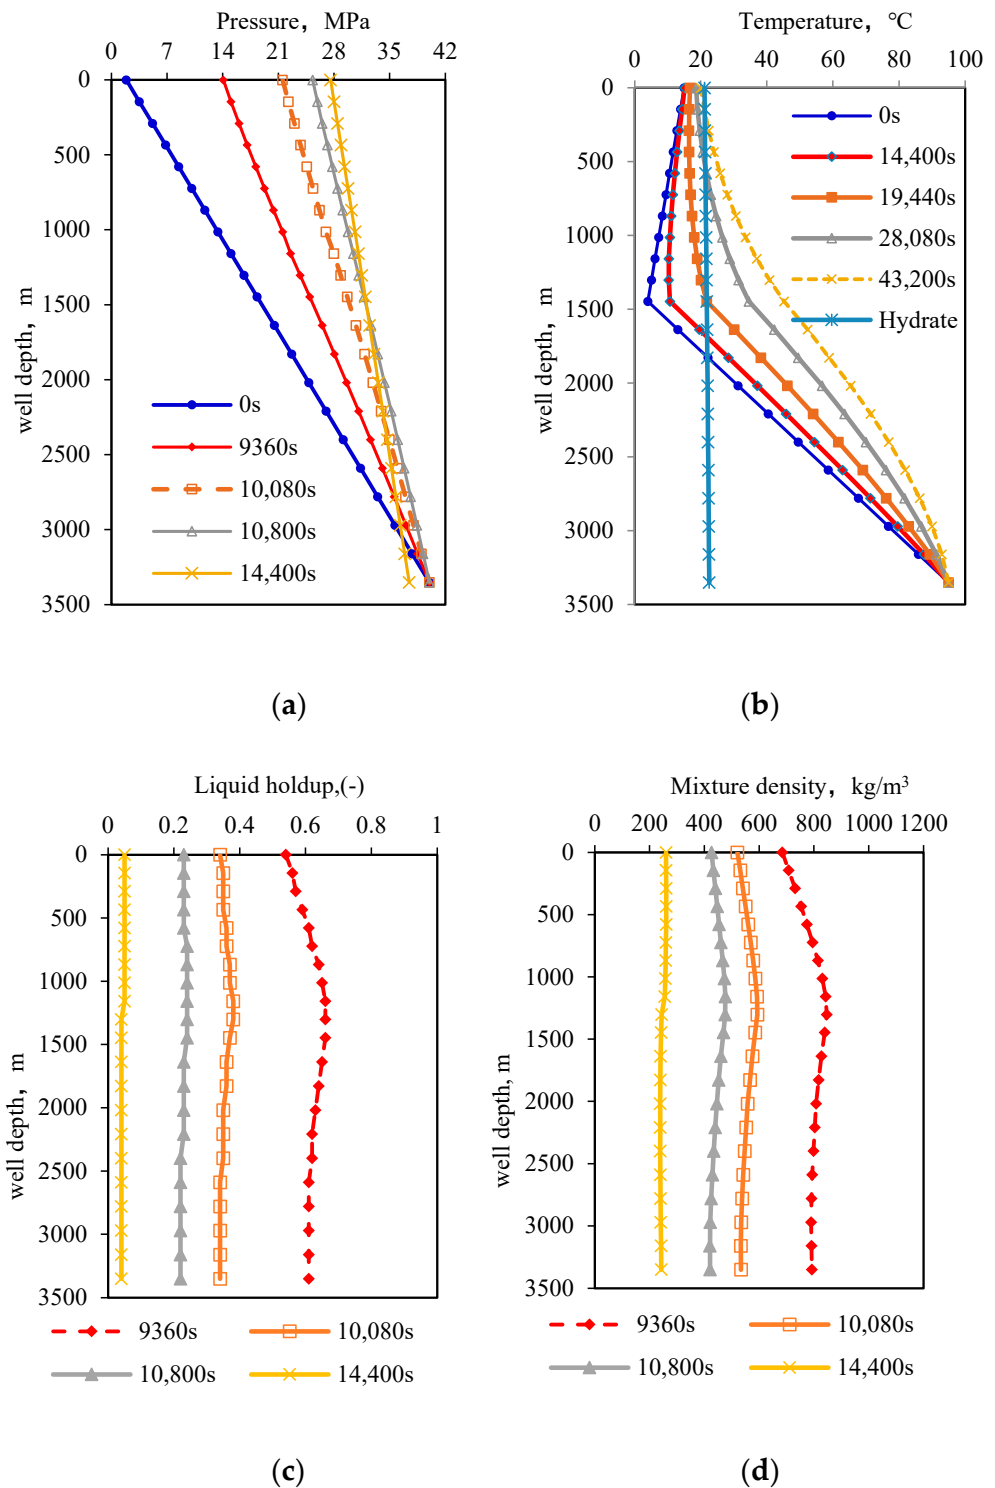 Pressure, MPa
0 7 14 21 28 35 42
0
500
1000
1500
2000
2500
3000
3500
well depth, m
0s
9360s
10,080s
10,800s
14,400s
(a)
Temperature, °C
0 20 40 60 80 100
0
500
1000
1500
2000
2500
3000
3500
well depth, m
0s
14,400s
19,440s
28,080s
43,200s
Hydrate
(b)
Liquid holdup,(-)
0 0.2 0.4 0.6 0.8 1
0
500
1000
1500
2000
2500
3000
3500
well depth, m
9360s 10,080s
10,800s 14,400s
(c)
Mixture density, kg/m³
0 200 400 600 800 1000 1200
0
500
1000
1500
2000
2500
3000
3500
well depth, m
9360s 10,080s
10,800s 14,400s
(d)